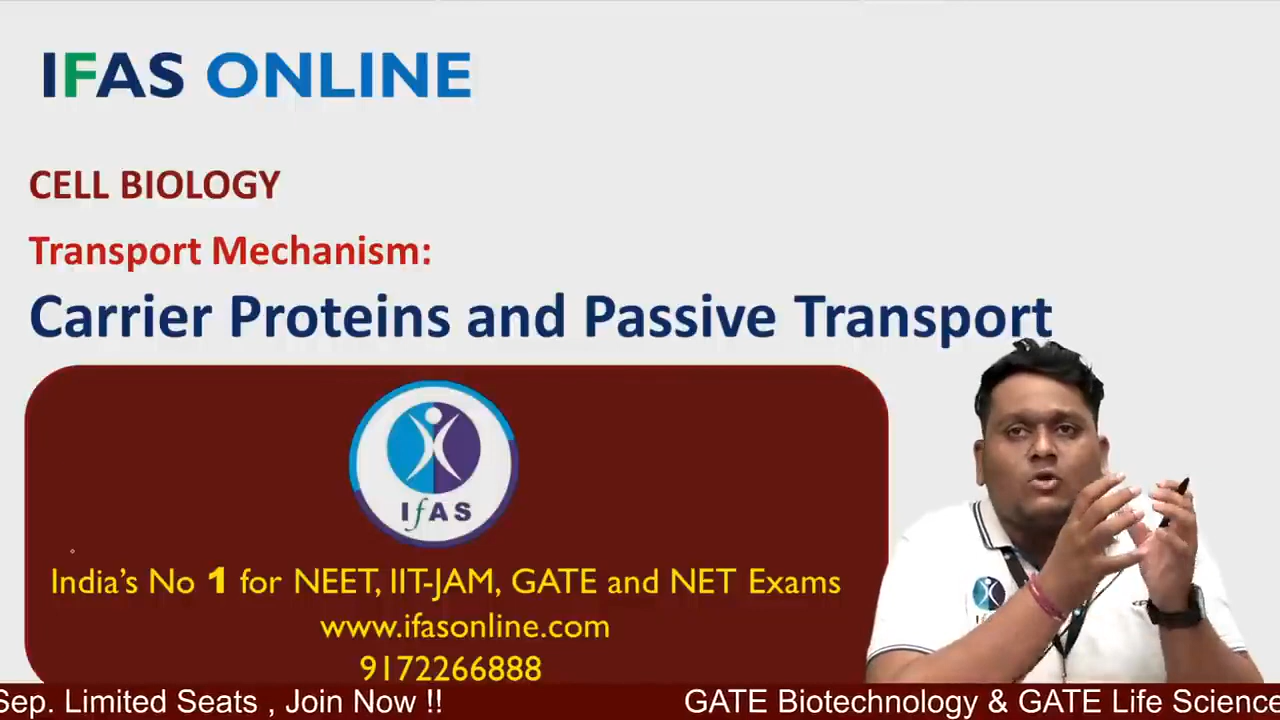 IFAS ONLINE
CELL BIOLOGY
Transport Mechanism:
Carrier Proteins and Passive Transport
IfAS
India's No 1 for NEET, IIT-JAM, GATE and NET Exams
www.ifasonline.com
9172266888
Sep. Limited Seats , Join Now !! GATE Biotechnology & GATE Life Science